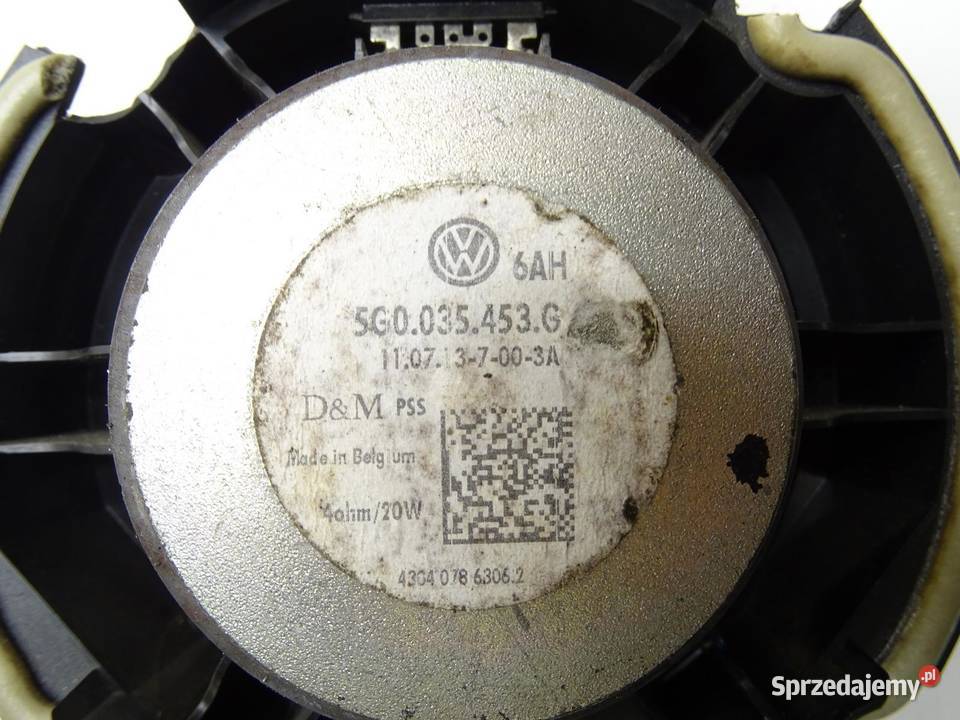 VW 6AH
5G0.035.453.G
11.07.13-7-00-3A
D&M PSS
Made in Belgium
4ohm/20W
4304 078 6306.2
Sprzedajemy.pl